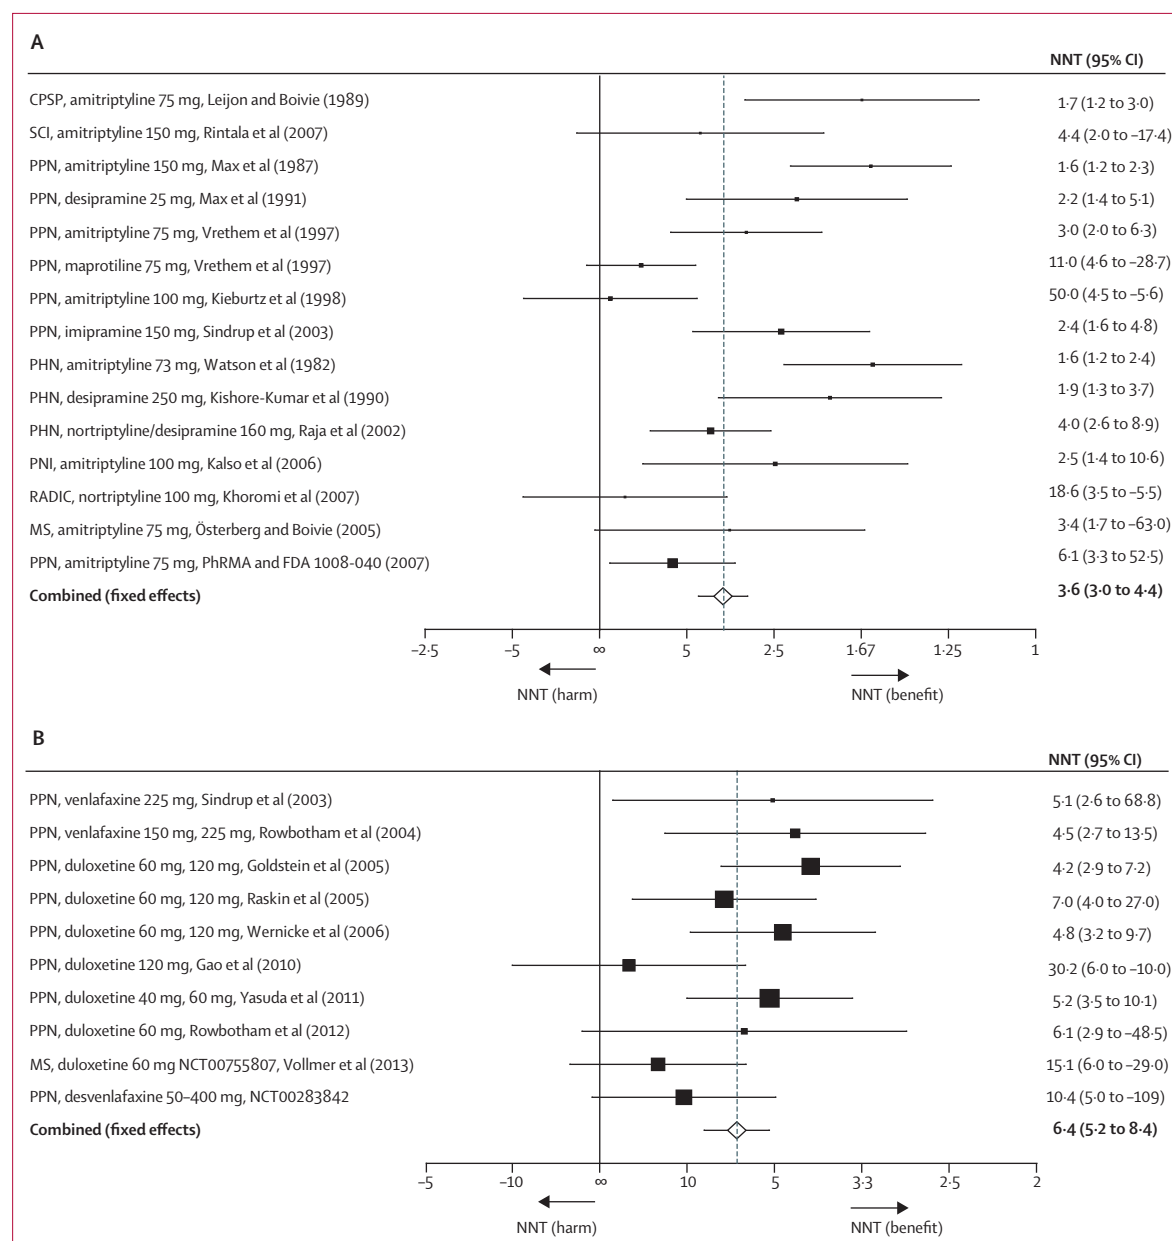 A
NNT (95% CI)
CPSP, amitriptyline 75 mg, Leijon and Boivie (1989) 1·7 (1·2 to 3·0)
SCI, amitriptyline 150 mg, Rintala et al (2007) 4·4 (2·0 to –17·4)
PPN, amitriptyline 150 mg, Max et al (1987) 1·6 (1·2 to 2·3)
PPN, desipramine 25 mg, Max et al (1991) 2·2 (1·4 to 5·1)
PPN, amitriptyline 75 mg, Vrethem et al (1997) 3·0 (2·0 to 6·3)
PPN, maprotiline 75 mg, Vrethem et al (1997) 11·0 (4·6 to –28·7)
PPN, amitriptyline 100 mg, Kieburtz et al (1998) 50·0 (4·5 to –5·6)
PPN, imipramine 150 mg, Sindrup et al (2003) 2·4 (1·6 to 4·8)
PHN, amitriptyline 73 mg, Watson et al (1982) 1·6 (1·2 to 2·4)
PHN, desipramine 250 mg, Kishore-Kumar et al (1990) 1·9 (1·3 to 3·7)
PHN, nortriptyline/desipramine 160 mg, Raja et al (2002) 4·0 (2·6 to 8·9)
PNI, amitriptyline 100 mg, Kalso et al (2006) 2·5 (1·4 to 10·6)
RADIC, nortriptyline 100 mg, Khoromi et al (2007) 18·6 (3·5 to –5·5)
MS, amitriptyline 75 mg, Österberg and Boivie (2005) 3·4 (1·7 to –63·0)
PPN, amitriptyline 75 mg, PhRMA and FDA 1008-040 (2007) 6·1 (3·3 to 52·5)
Combined (fixed effects) 3·6 (3·0 to 4·4)
–2·5 –5 ∞ 5 2·5 1·67 1·25 1
NNT (harm) NNT (benefit)
B
NNT (95% CI)
PPN, venlafaxine 225 mg, Sindrup et al (2003) 5·1 (2·6 to 68·8)
PPN, venlafaxine 150 mg, 225 mg, Rowbotham et al (2004) 4·5 (2·7 to 13·5)
PPN, duloxetine 60 mg, 120 mg, Goldstein et al (2005) 4·2 (2·9 to 7·2)
PPN, duloxetine 60 mg, 120 mg, Raskin et al (2005) 7·0 (4·0 to 27·0)
PPN, duloxetine 60 mg, 120 mg, Wernicke et al (2006) 4·8 (3·2 to 9·7)
PPN, duloxetine 120 mg, Gao et al (2010) 30·2 (6·0 to –10·0)
PPN, duloxetine 40 mg, 60 mg, Yasuda et al (2011) 5·2 (3·5 to 10·1)
PPN, duloxetine 60 mg, Rowbotham et al (2012) 6·1 (2·9 to –48·5)
MS, duloxetine 60 mg NCT00755807, Vollmer et al (2013) 15·1 (6·0 to –29·0)
PPN, desvenlafaxine 50–400 mg, NCT00283842 10·4 (5·0 to –109)
Combined (fixed effects) 6·4 (5·2 to 8·4)
–5 –10 ∞ 10 5 3·3 2·5 2
NNT (harm) NNT (benefit)